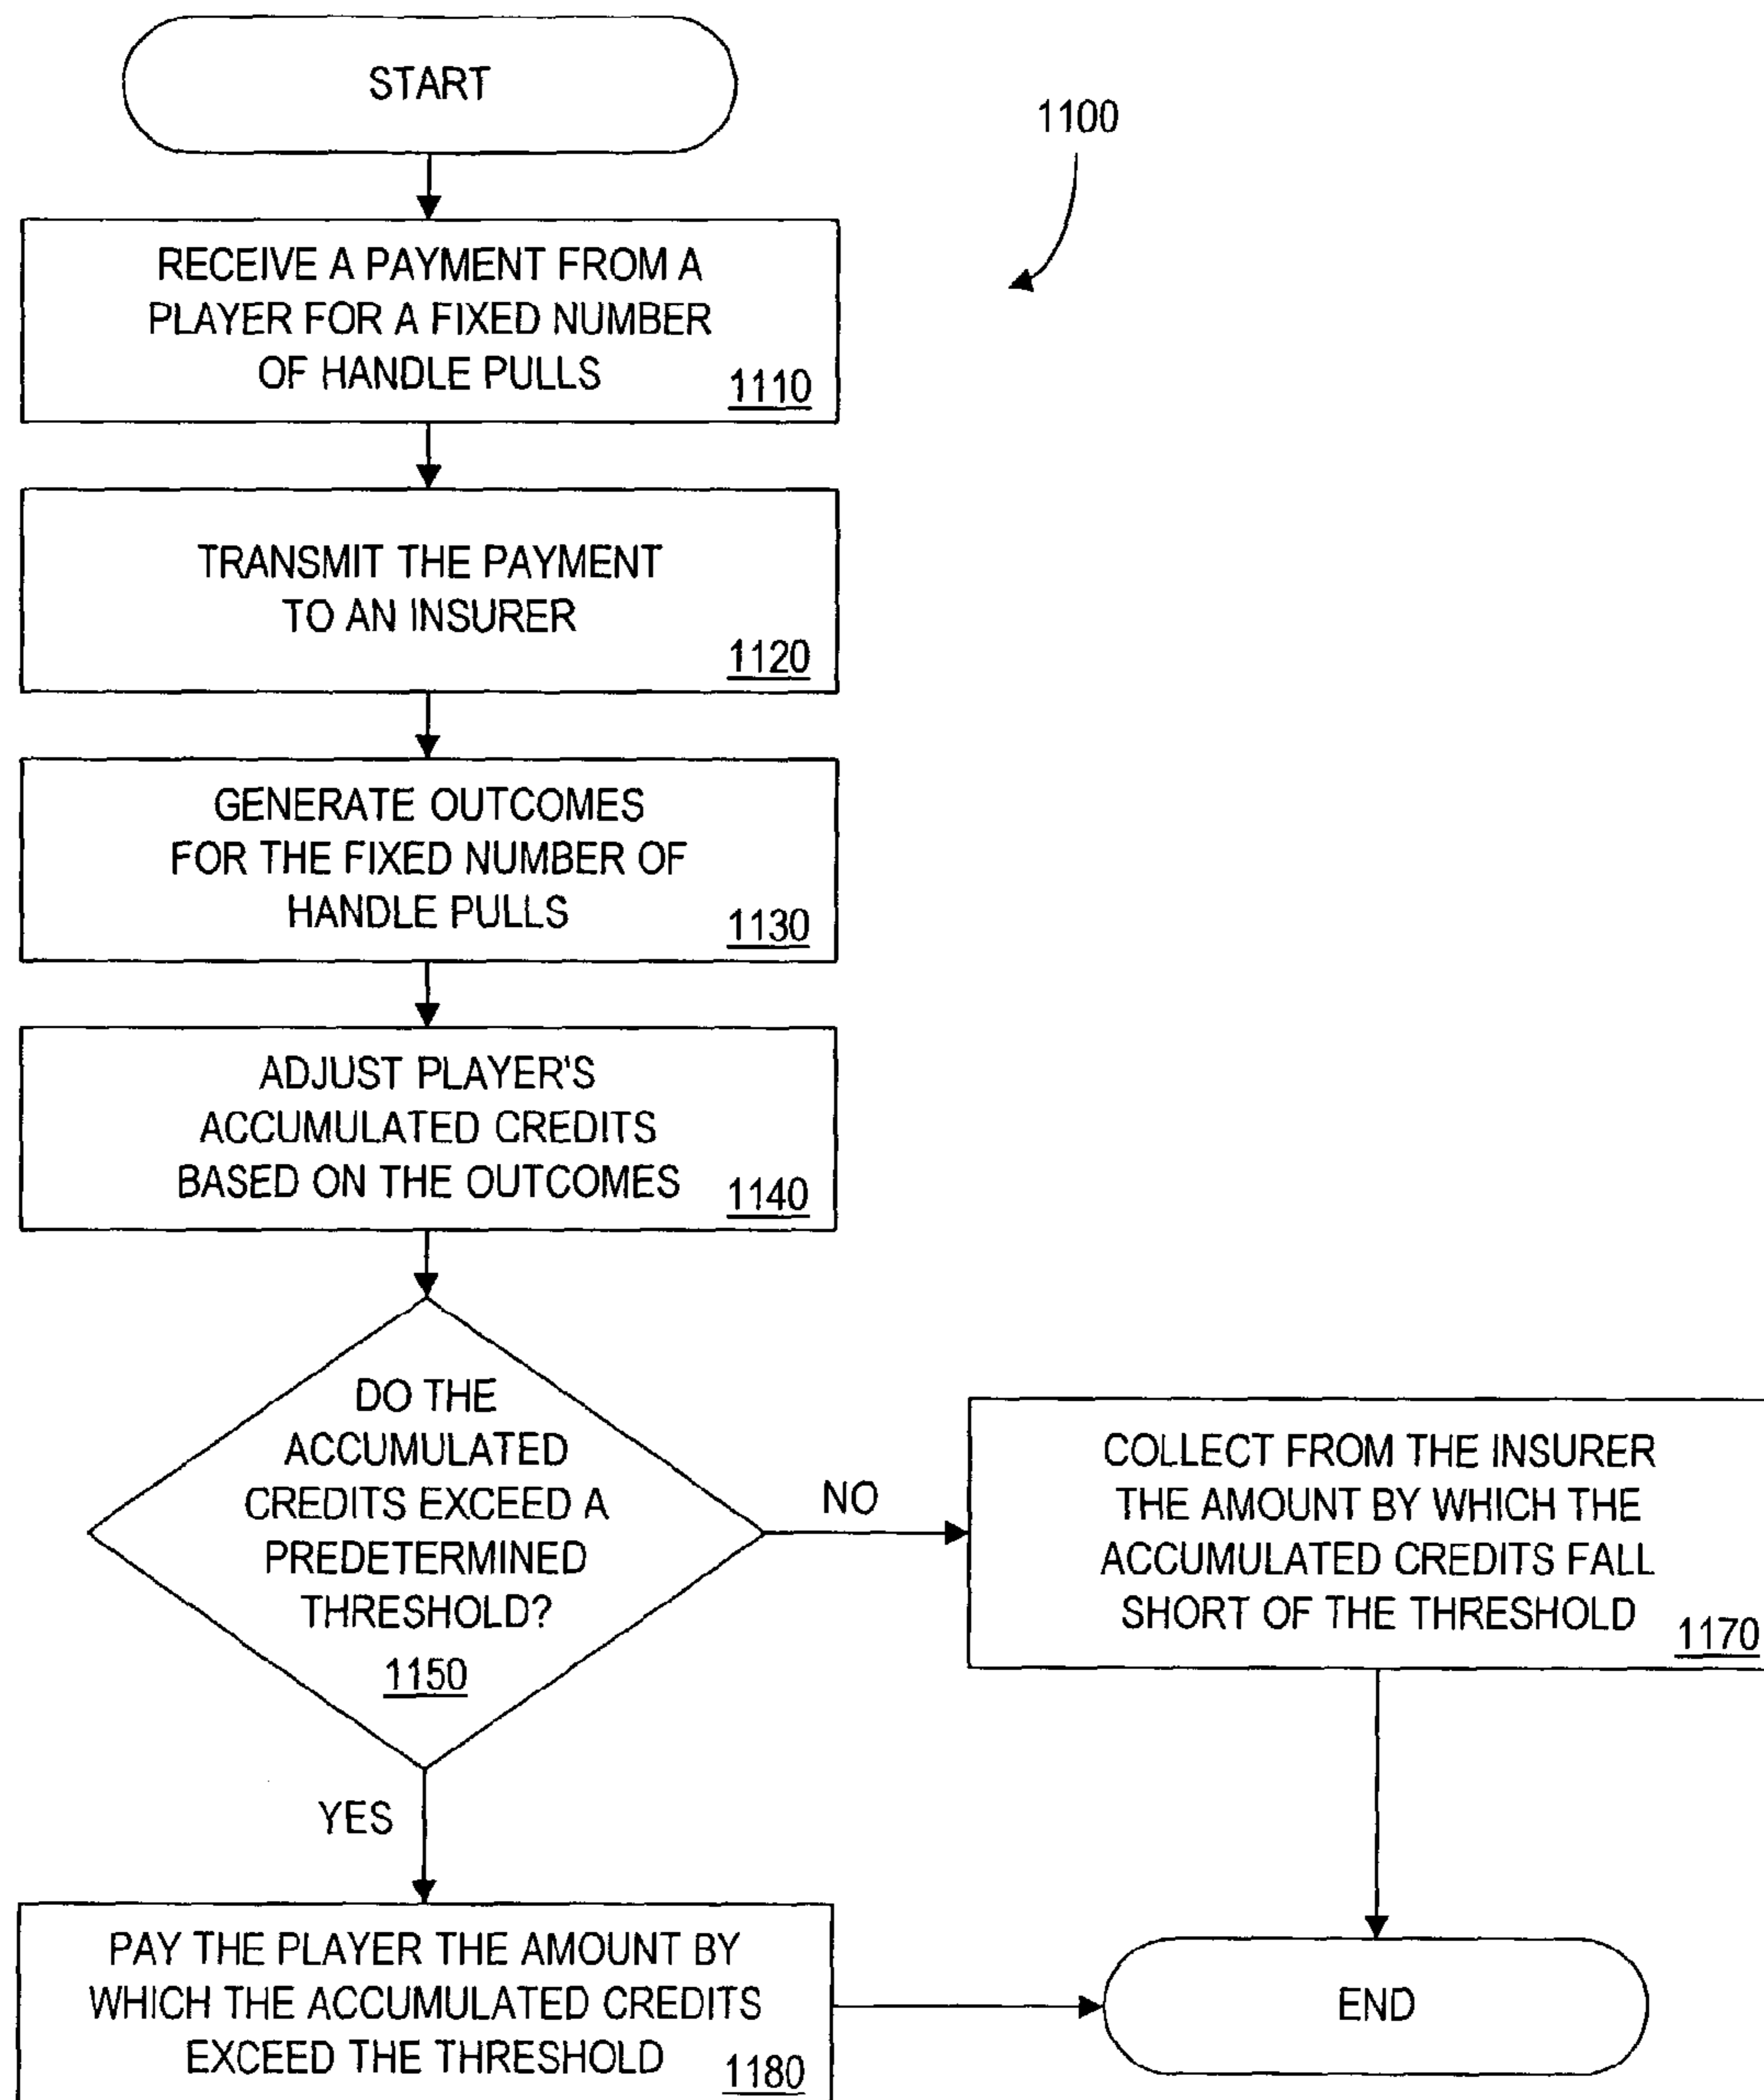 START
1100
RECEIVE A PAYMENT FROM A
PLAYER FOR A FIXED NUMBER
OF HANDLE PULLS
1110
TRANSMIT THE PAYMENT
TO AN INSURER
1120
GENERATE OUTCOMES
FOR THE FIXED NUMBER OF
HANDLE PULLS
1130
ADJUST PLAYER'S
ACCUMULATED CREDITS
BASED ON THE OUTCOMES
1140
DO THE
ACCUMULATED
CREDITS EXCEED A
PREDETERMINED
THRESHOLD?
1150
NO
COLLECT FROM THE INSURER
THE AMOUNT BY WHICH THE
ACCUMULATED CREDITS FALL
SHORT OF THE THRESHOLD
1170
YES
PAY THE PLAYER THE AMOUNT BY
WHICH THE ACCUMULATED CREDITS
EXCEED THE THRESHOLD
1180
END